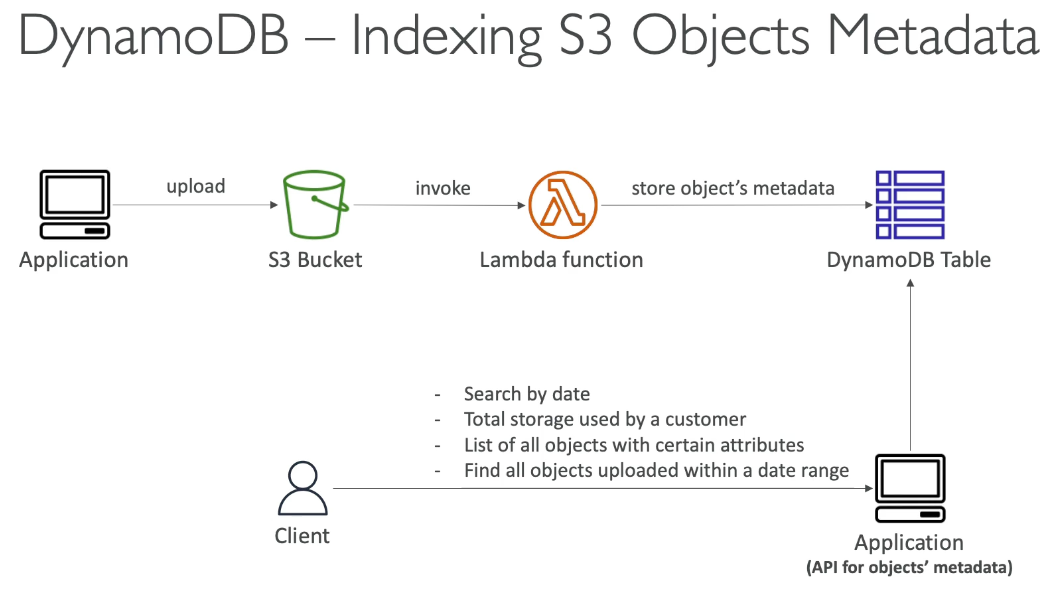 DynamoDB – Indexing S3 Objects Metadata
upload
invoke
store object’s metadata
Application
S3 Bucket
Lambda function
DynamoDB Table
- Search by date
- Total storage used by a customer
- List of all objects with certain attributes
- Find all objects uploaded within a date range
Client
Application
(API for objects’ metadata)